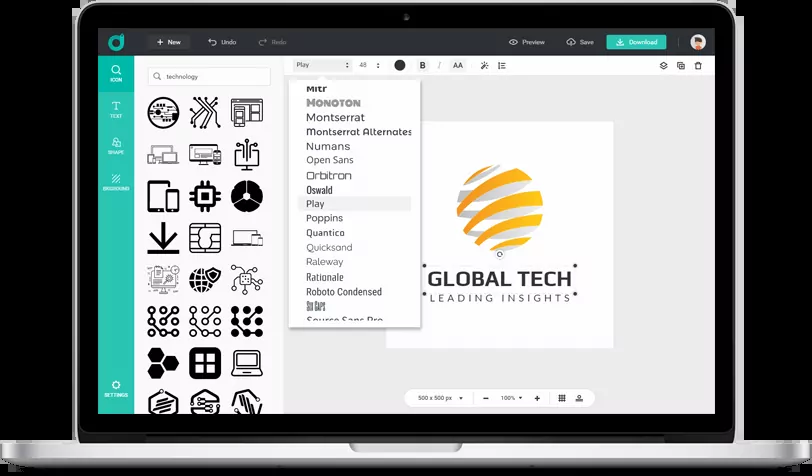 New
Undo
Redo
Preview
Save
Download
ICON
TEXT
SHAPE
BKGROUND
SETTINGS
technology
Play
48
B
I
AA
Mitr
MONOTON
Montserrat
Montserrat Alternates
Numans
Open Sans
Orbitron
Oswald
Play
Poppins
Quantico
Quicksand
Raleway
Rationale
Roboto Condensed
SIX CAPS
Source Sans Pro
GLOBAL TECH
LEADING INSIGHTS
500 x 500 px
100%